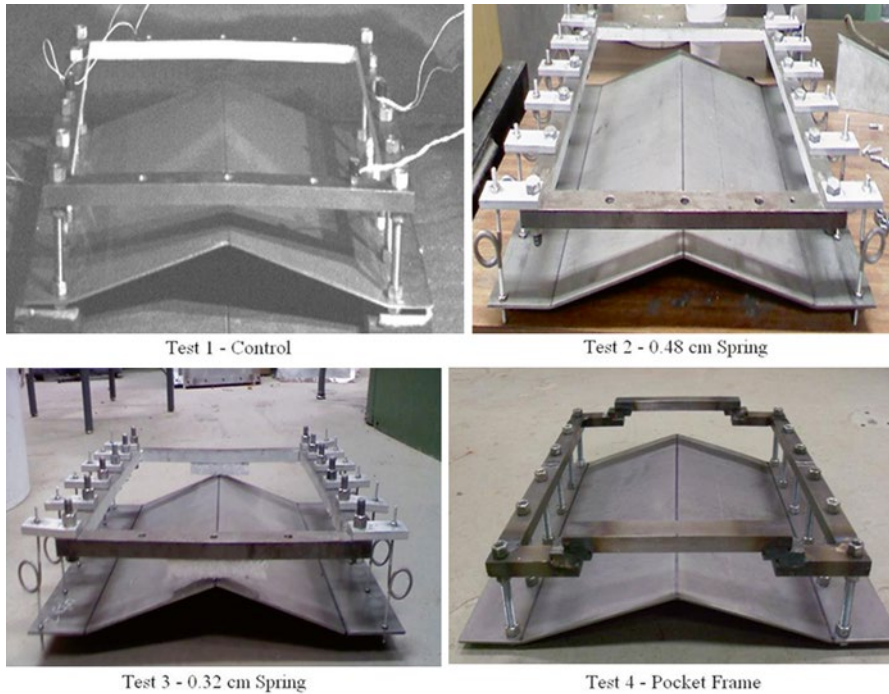 Test 1 - Control
Test 2 - 0.48 cm Spring
Test 3 - 0.32 cm Spring
Test 4 - Pocket Frame